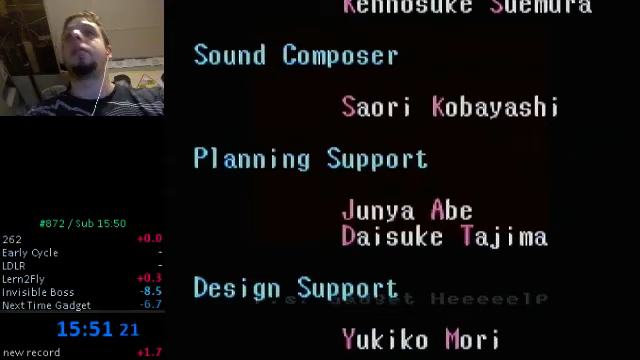 Kennosuke Suemura
Sound Composer
Saori Kobayashi
Planning Support
Junya Abe
Daisuke Tajima
Design Support
Yukiko Mori
#872 / Sub 15:50
262 +0.0
Early Cycle -
LDLR -
Lern2Fly +0.3
Invisible Boss -8.5
Next Time Gadget -6.7
15:51 21
new record +1.7